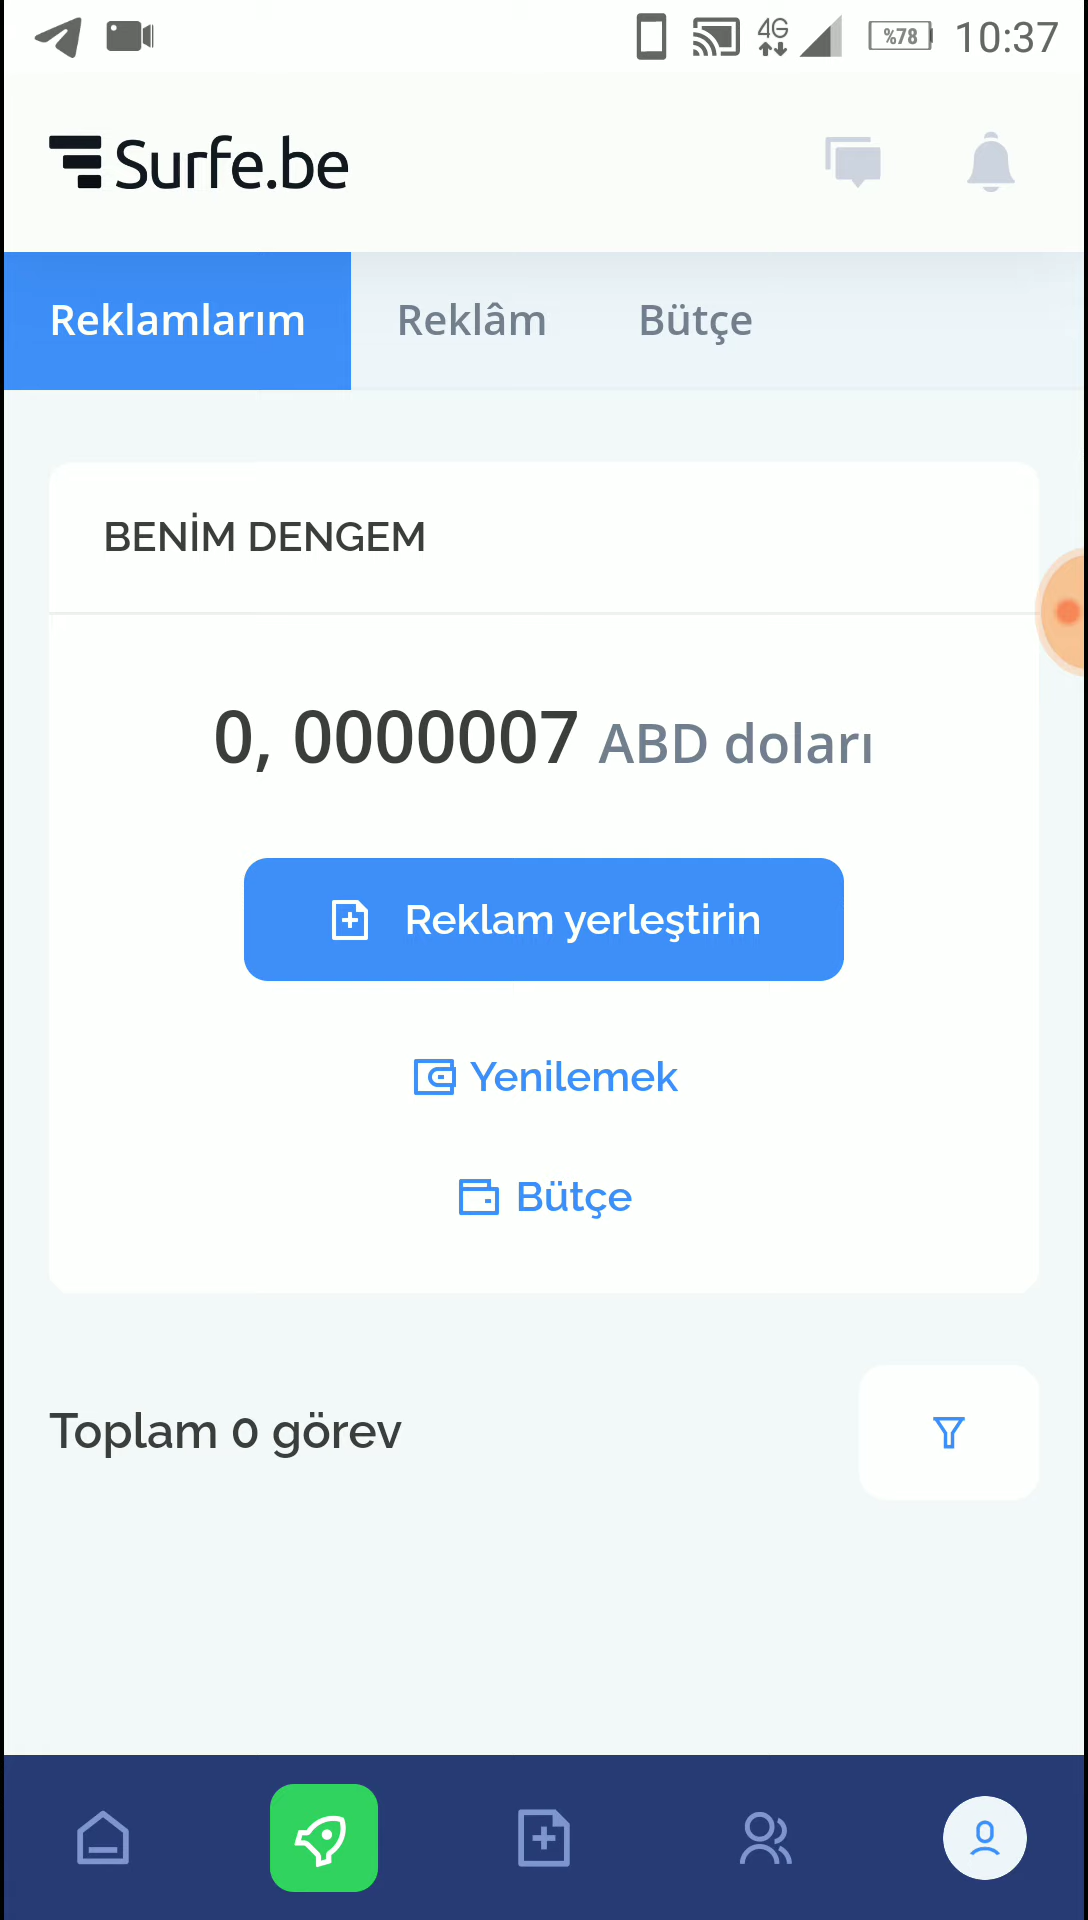 4G %78 10:37
Surfe.be
Reklamlarım Reklâm Bütçe
BENİM DENGEM
0, 0000007 ABD doları
Reklam yerleştirin
Yenilemek
Bütçe
Toplam 0 görev